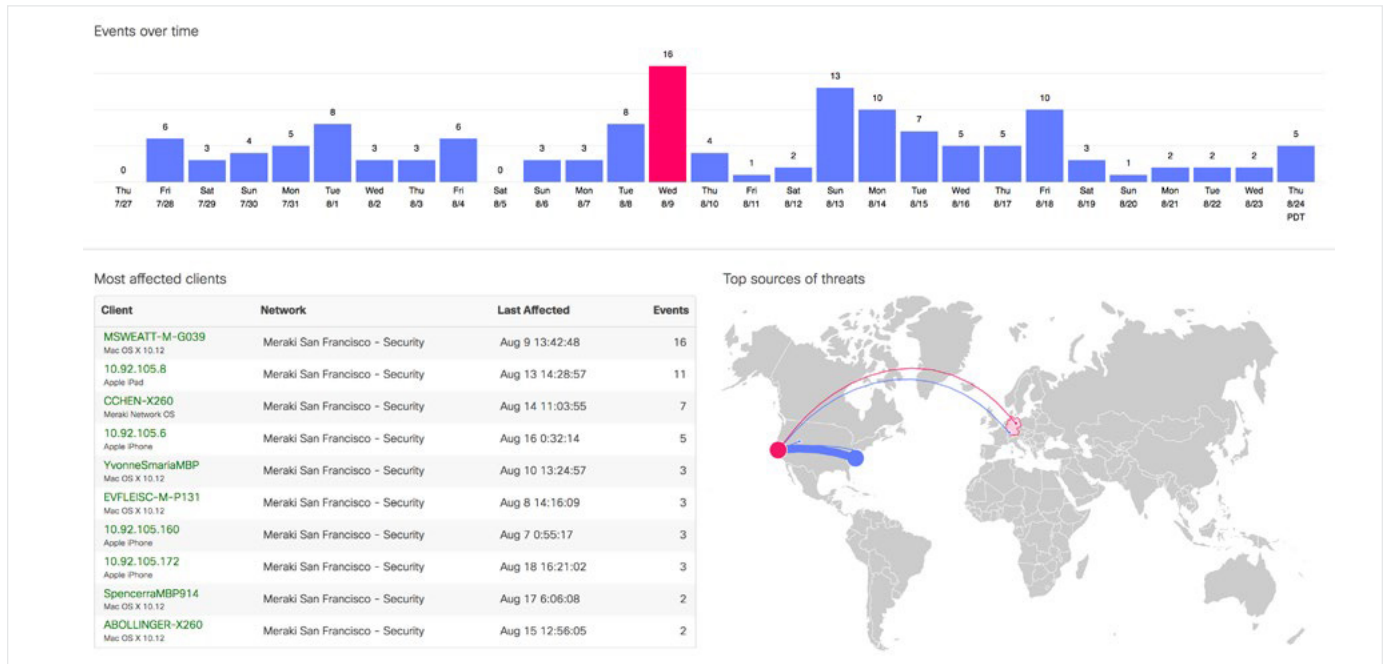 Events over time
16
13
10
10
8
8
7
6
6
5
5
5
5
4
4
3
3
3
3
3
3
2
2
2
2
1
1
0
0
Thu Fri Sat Sun Mon Tue Wed Thu Fri Sat Sun Mon Tue Wed Thu Fri Sat Sun Mon Tue Wed Thu Fri Sat Sun Mon Tue Wed Thu
7/27 7/28 7/29 7/30 7/31 8/1 8/2 8/3 8/4 8/5 8/6 8/7 8/8 8/9 8/10 8/11 8/12 8/13 8/14 8/15 8/16 8/17 8/18 8/19 8/20 8/21 8/22 8/23 8/24
PDT
Most affected clients
Top sources of threats
Client Network Last Affected Events
MSWEATT-M-G039
Mac OS X 10.12
Meraki San Francisco - Security Aug 9 13:42:48 16
10.92.105.8
Apple iPad
Meraki San Francisco - Security Aug 13 14:28:57 11
CCHEN-X260
Meraki Network OS
Meraki San Francisco - Security Aug 14 11:03:55 7
10.92.105.6
Apple iPhone
Meraki San Francisco - Security Aug 16 0:32:14 5
YvonneSmariaMBP
Mac OS X 10.12
Meraki San Francisco - Security Aug 10 13:24:57 3
EVFLEISC-M-P131
Mac OS X 10.12
Meraki San Francisco - Security Aug 8 14:16:09 3
10.92.105.160
Apple iPhone
Meraki San Francisco - Security Aug 7 0:55:17 3
10.92.105.172
Apple iPhone
Meraki San Francisco - Security Aug 18 16:21:02 3
SpencerraMBP914
Mac OS X 10.12
Meraki San Francisco - Security Aug 17 6:06:08 2
ABOLLINGER-X260
Mac OS X 10.12
Meraki San Francisco - Security Aug 15 12:56:05 2